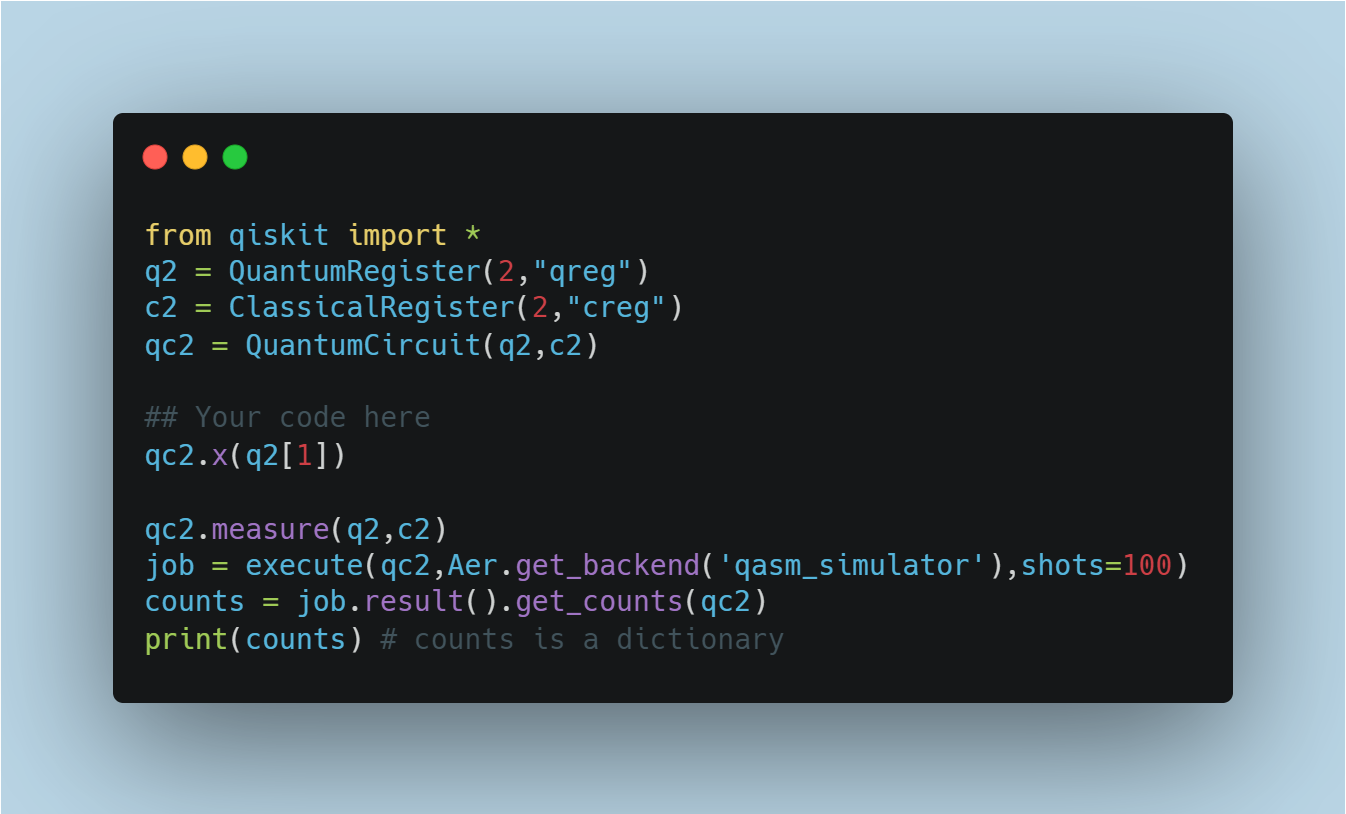 from qiskit import *
q2 = QuantumRegister(2,"qreg")
c2 = ClassicalRegister(2,"creg")
qc2 = QuantumCircuit(q2,c2)
## Your code here
qc2.x(q2[1])
qc2.measure(q2,c2)
job = execute(qc2,Aer.get_backend('qasm_simulator'),shots=100)
counts = job.result().get_counts(qc2)
print(counts) # counts is a dictionary